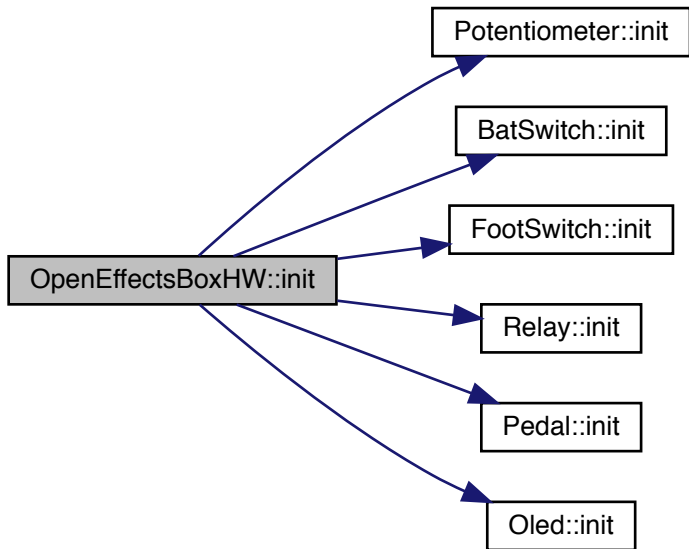 Potentiometer::init
BatSwitch::init
FootSwitch::init
OpenEffectsBoxHW::init
Relay::init
Pedal::init
Oled::init